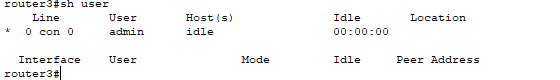 router3#sh user
    Line       User       Host(s)              Idle       Location
*  0 con 0     admin      idle                 00:00:00

  Interface    User               Mode         Idle     Peer Address
router3#